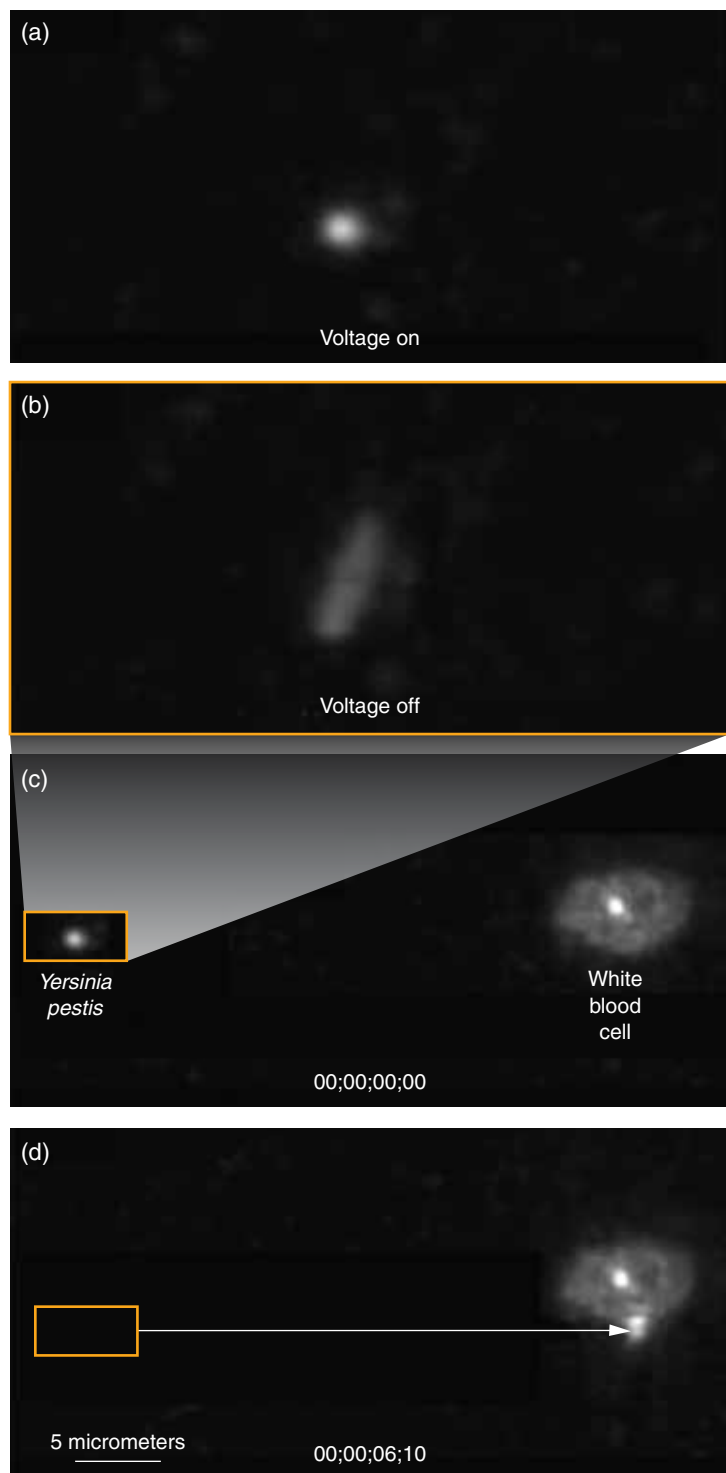 (a)
Voltage on
(b)
Voltage off
(c)
Yersinia
pestis
White
blood
cell
00;00;00;00
(d)
5 micrometers
00;00;06;10